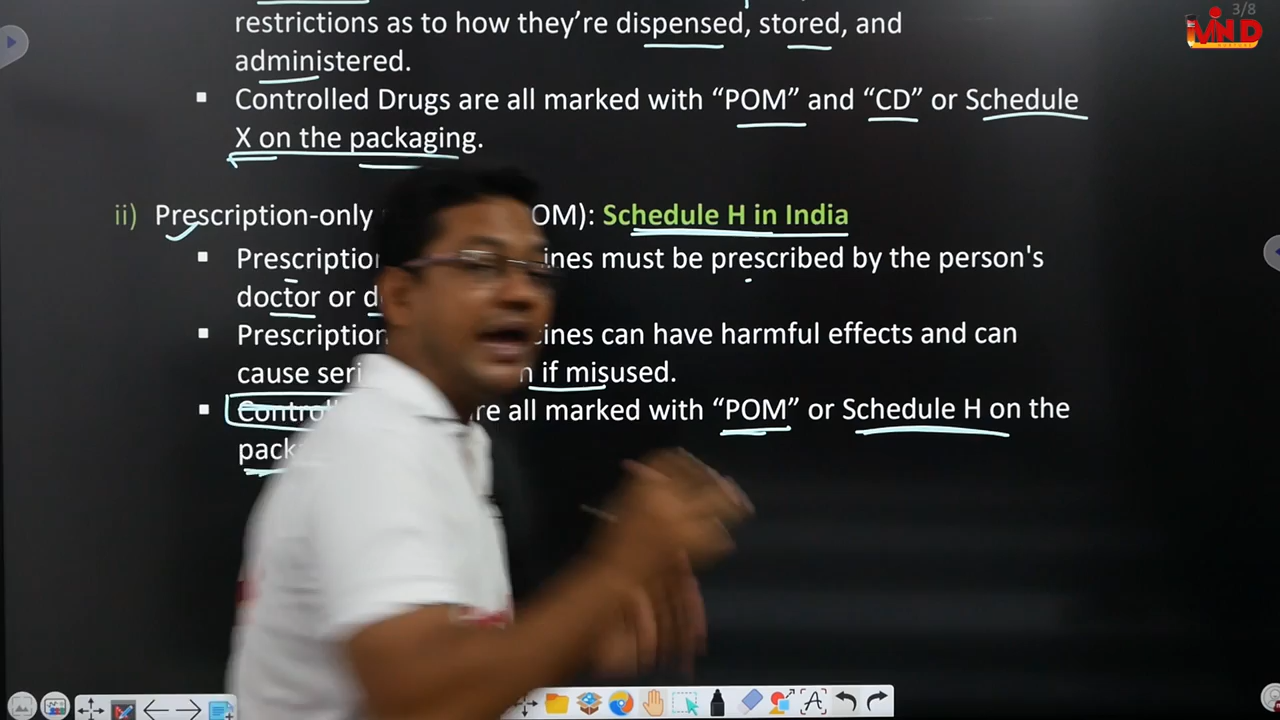 3/8
MIND
restrictions as to how they’re dispensed, stored, and
administered.
▪ Controlled Drugs are all marked with “POM” and “CD” or Schedule
X on the packaging.
ii) Prescription-only OM): Schedule H in India
▪ Prescription ines must be prescribed by the person's
doctor or d
▪ Prescription cines can have harmful effects and can
cause seri if misused.
▪ Control re all marked with “POM” or Schedule H on the
pack